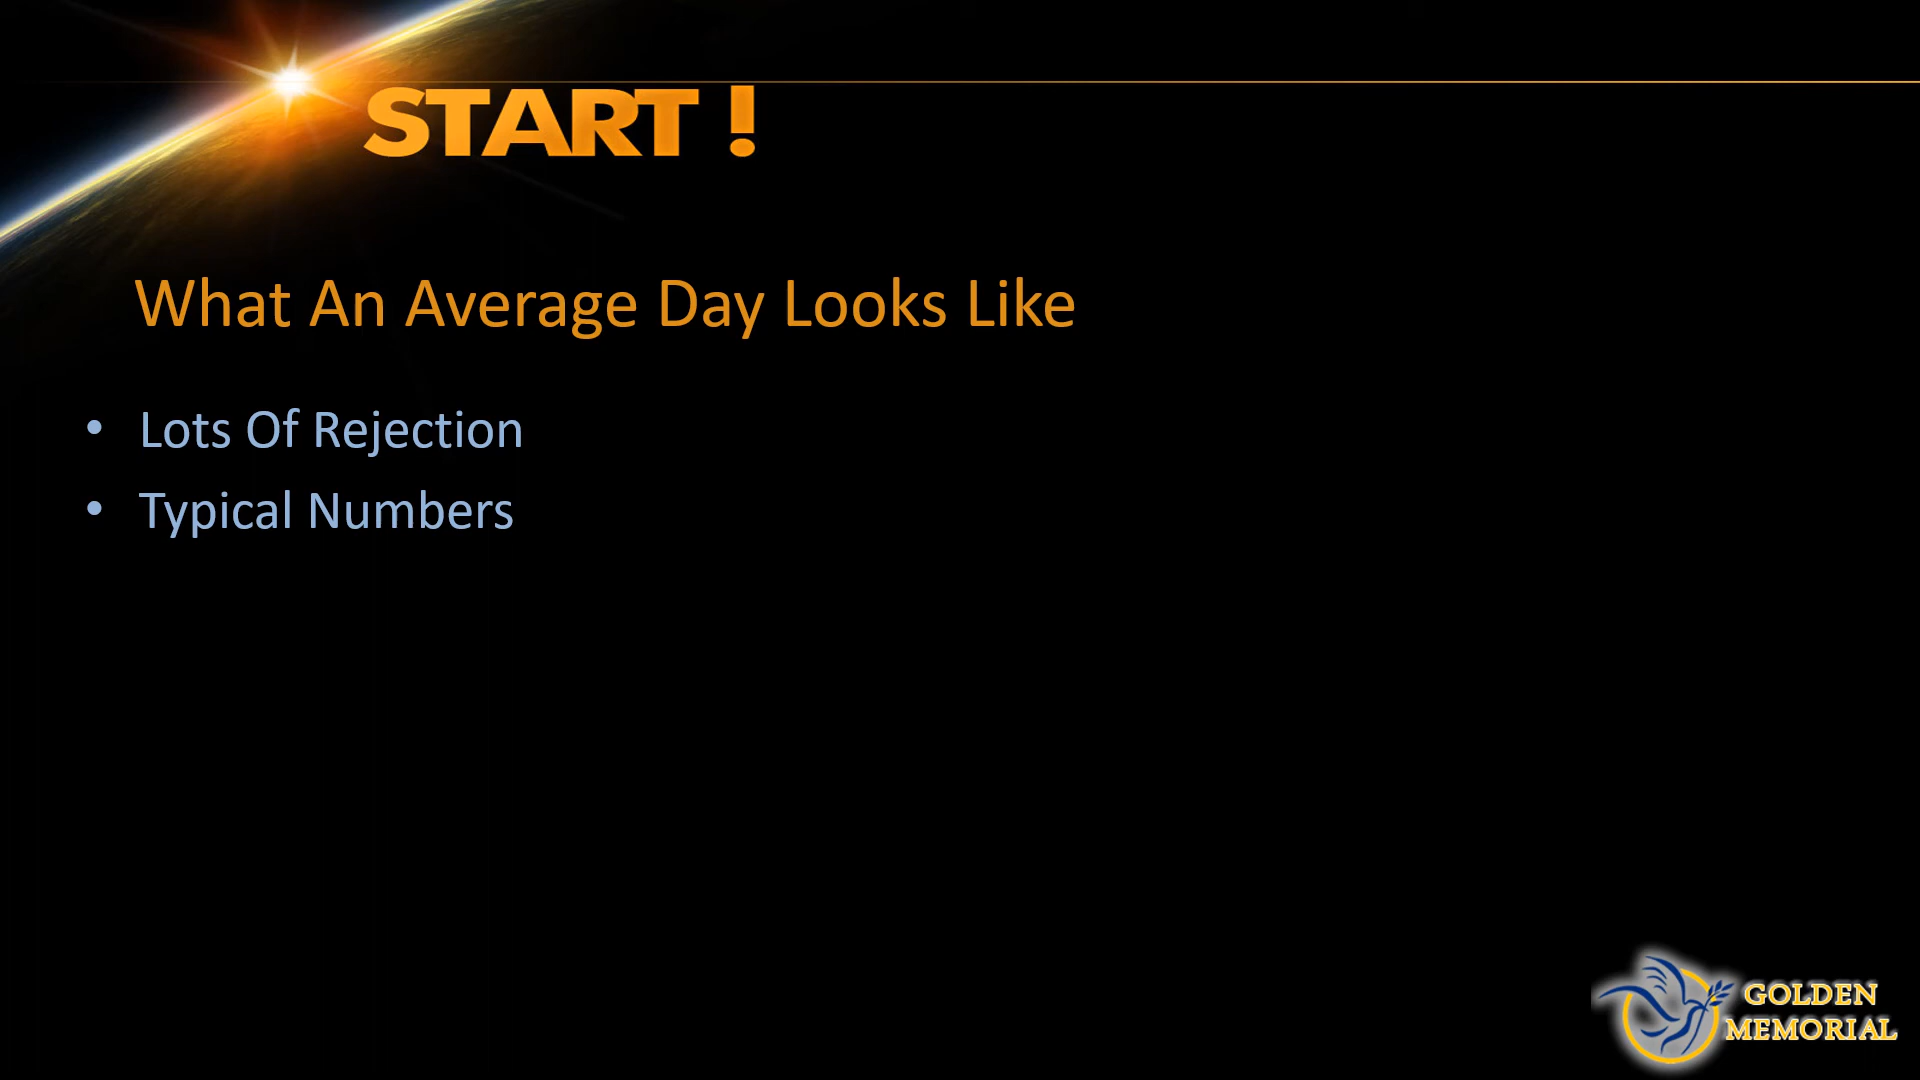 START !
What An Average Day Looks Like
• Lots Of Rejection
• Typical Numbers
GOLDEN
MEMORIAL